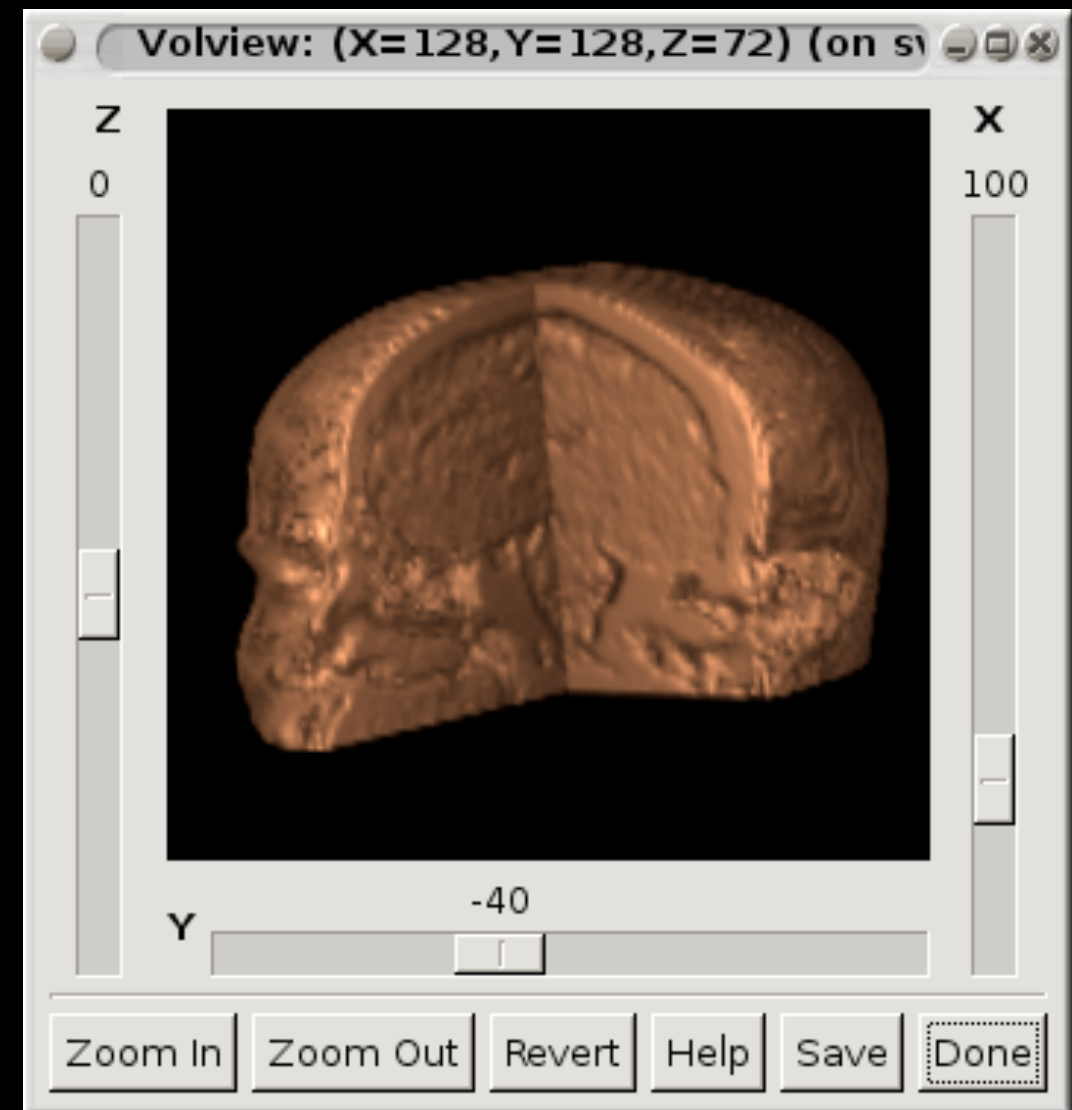 Volview: (X=128,Y=128,Z=72) (on
Z
X
0
100
-40
Y
Zoom In
Zoom Out
Revert
Help
Save
Done